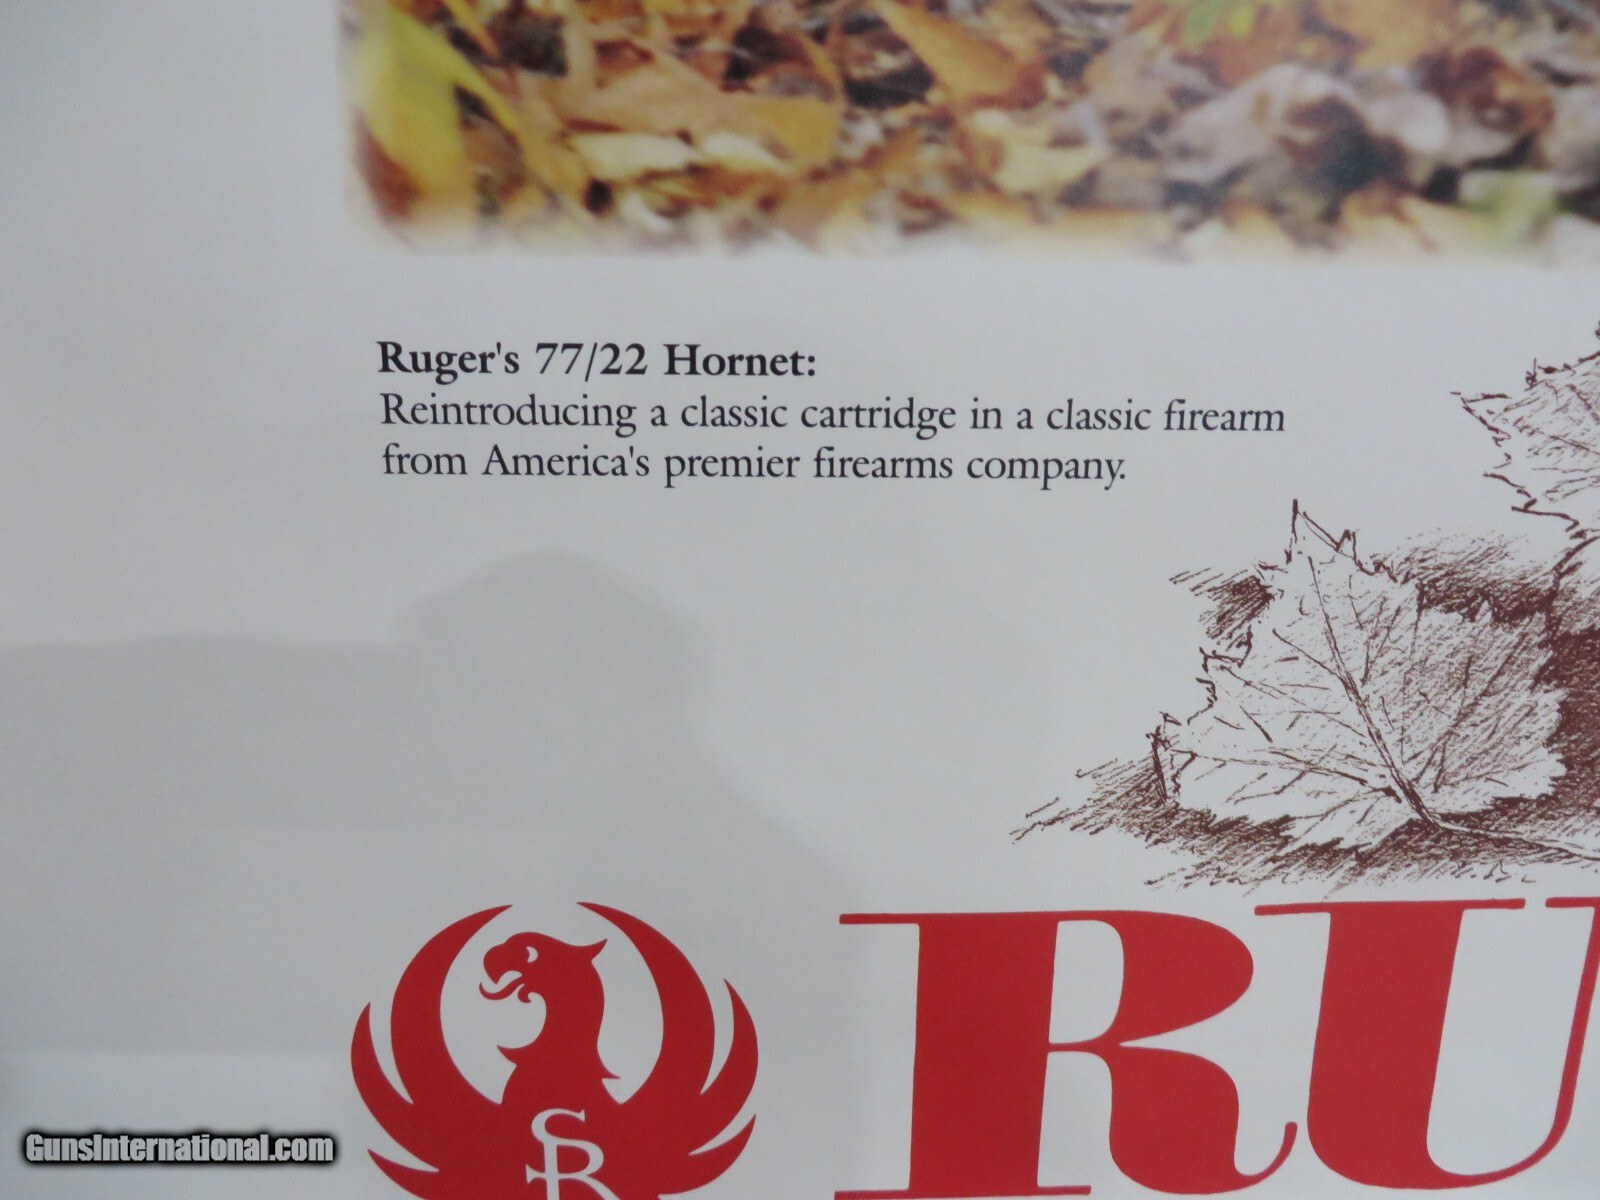 Ruger's 77/22 Hornet:
Reintroducing a classic cartridge in a classic firearm
from America's premier firearms company.
SR
RU
GunsInternational.com